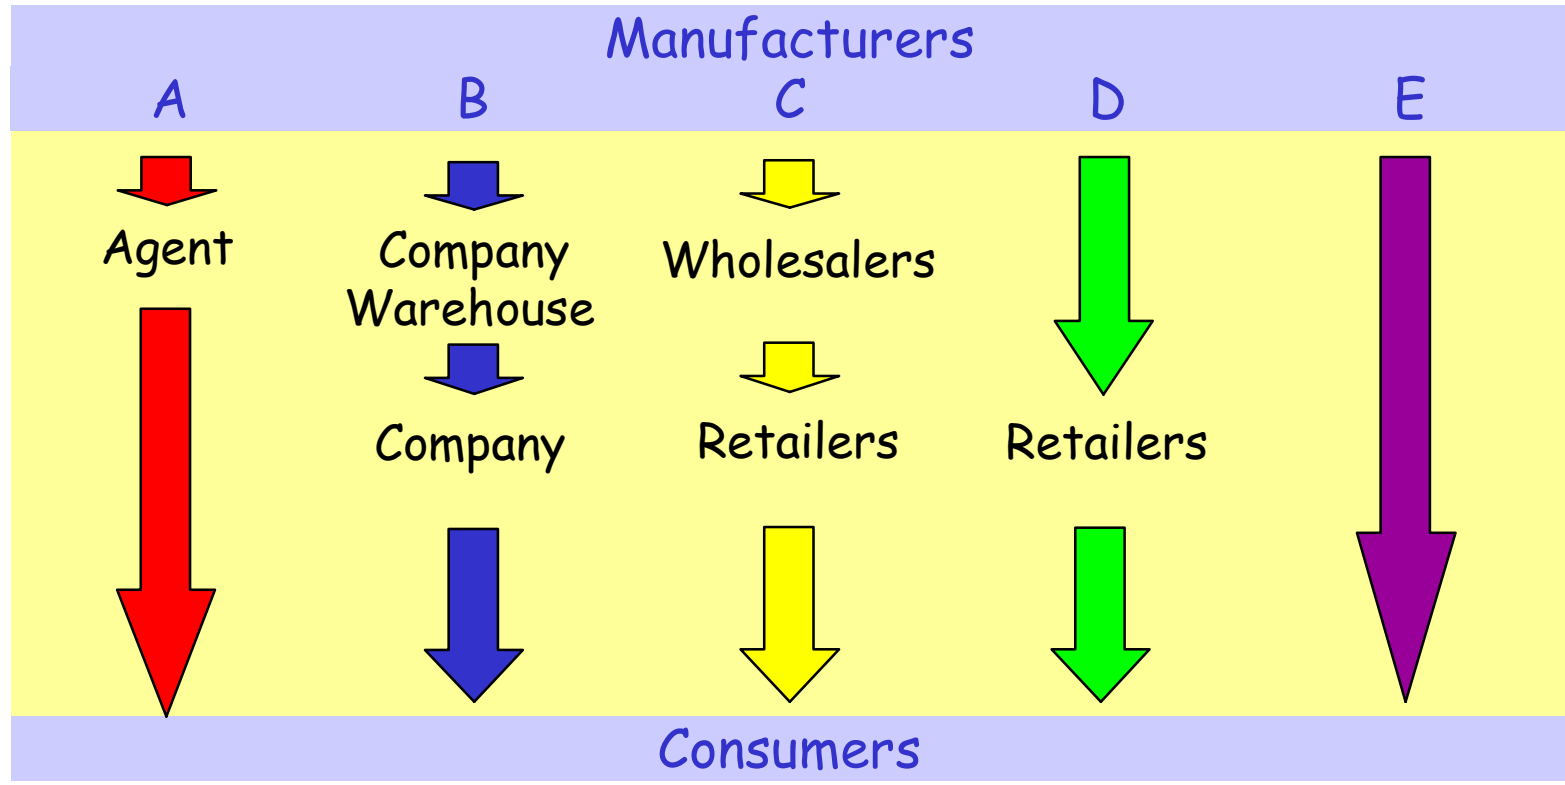 Manufacturers
A B C D E
Agent
Company
Warehouse
Company
Wholesalers
Retailers
Retailers
Consumers